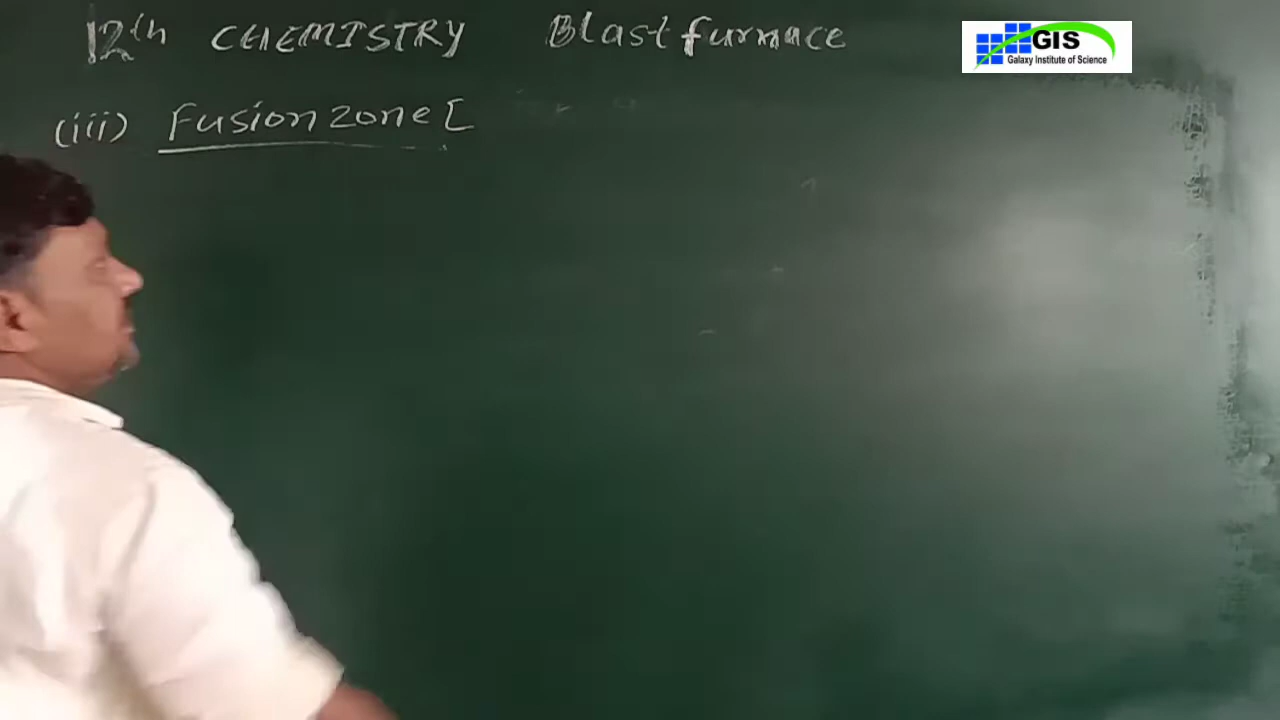 12th CHEMISTRY Blast furnace
GIS
Galaxy Institute of Science
(iii) Fusion zone [